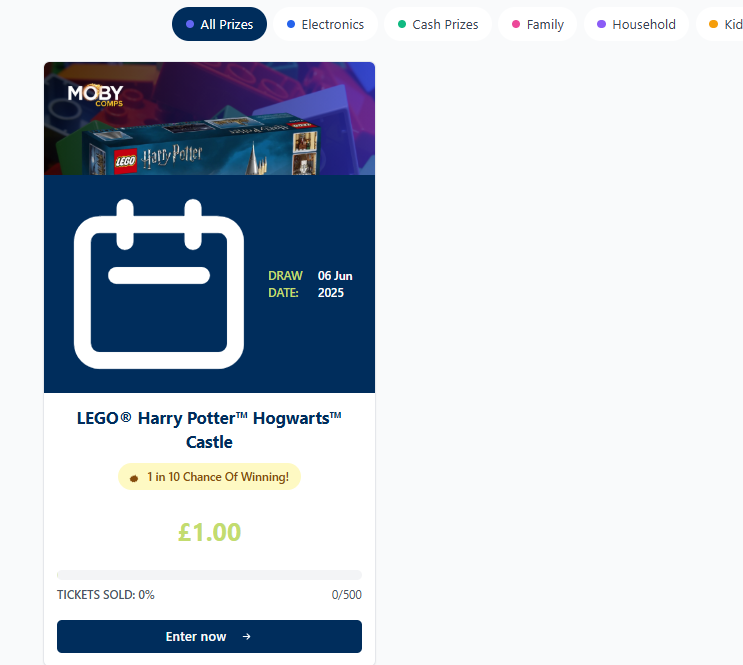 All Prizes
Electronics
Cash Prizes
Family
Household
Kid
MOBY
COMPS
LEGO Harry Potter
DRAW DATE:
06 Jun 2025
LEGO® Harry Potter™ Hogwarts™
Castle
1 in 10 Chance Of Winning!
£1.00
TICKETS SOLD: 0%
0/500
Enter now →